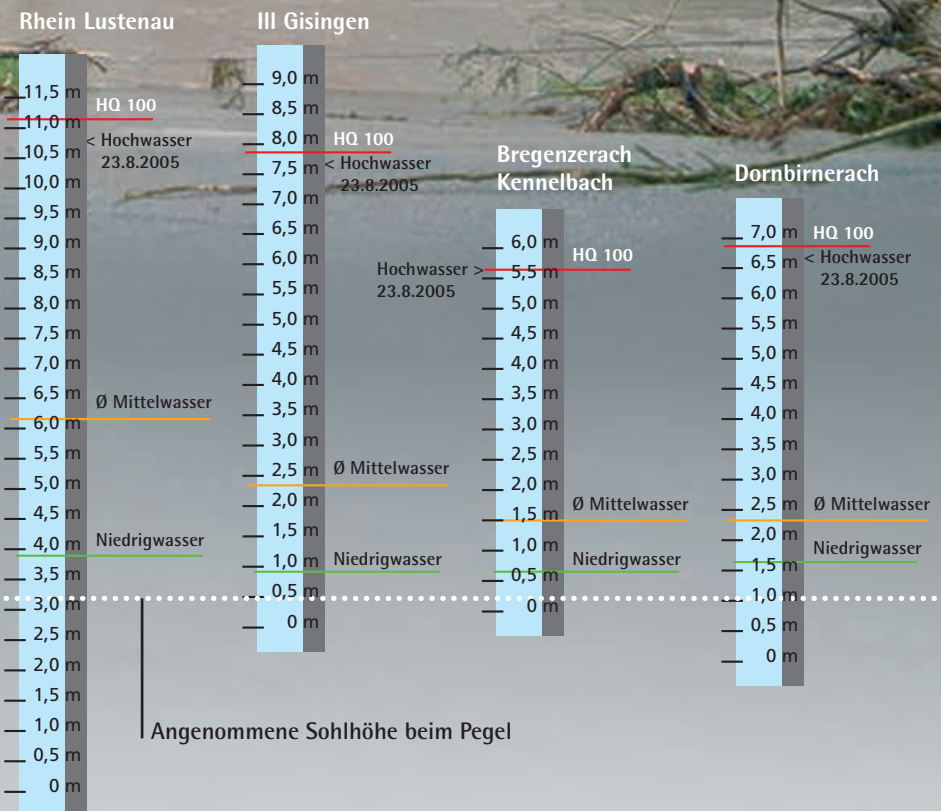 Rhein Lustenau
11,5 m
HQ 100
11,0 m
< Hochwasser
23.8.2005
10,5 m
10,0 m
9,5 m
9,0 m
8,5 m
8,0 m
7,5 m
7,0 m
6,5 m
Ø Mittelwasser
6,0 m
5,5 m
5,0 m
4,5 m
Niedrigwasser
4,0 m
3,5 m
3,0 m
2,5 m
2,0 m
1,5 m
1,0 m
0,5 m
0 m
Ill Gisingen
9,0 m
8,5 m
8,0 m
HQ 100
7,5 m
< Hochwasser
23.8.2005
7,0 m
6,5 m
6,0 m
5,5 m
5,0 m
4,5 m
4,0 m
3,5 m
3,0 m
2,5 m
Ø Mittelwasser
2,0 m
1,5 m
1,0 m
Niedrigwasser
0,5 m
0 m
Bregenzerach
Kennelbach
6,0 m
HQ 100
Hochwasser >
23.8.2005
5,5 m
5,0 m
4,5 m
4,0 m
3,5 m
3,0 m
2,5 m
2,0 m
Ø Mittelwasser
1,5 m
1,0 m
Niedrigwasser
0,5 m
0 m
Dornbirnerach
7,0 m
HQ 100
6,5 m
< Hochwasser
23.8.2005
6,0 m
5,5 m
5,0 m
4,5 m
4,0 m
3,5 m
3,0 m
2,5 m
Ø Mittelwasser
2,0 m
Niedrigwasser
1,5 m
1,0 m
0,5 m
0 m
Angenommene Sohlhöhe beim Pegel